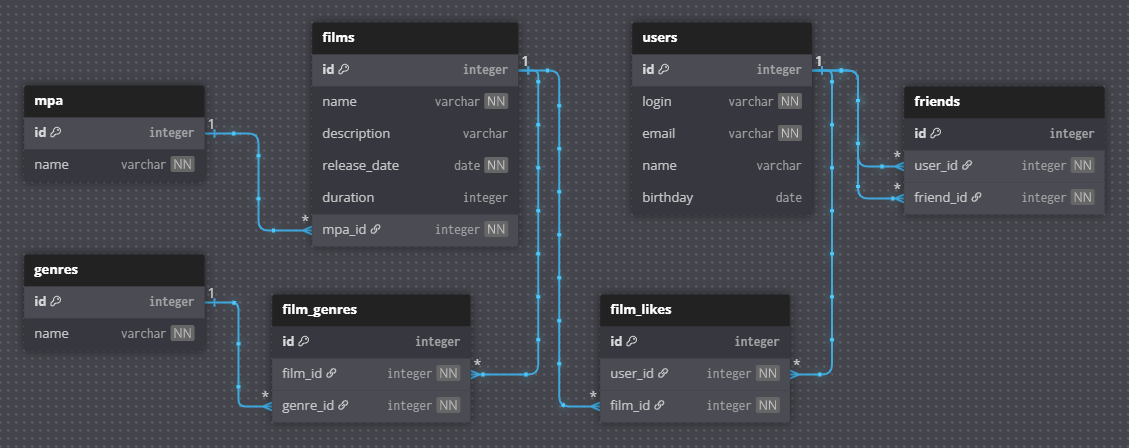 mpa
id integer
name varchar NN
films
id integer
name varchar NN
description varchar
release_date date NN
duration integer
mpa_id integer NN
users
id integer
login varchar NN
email varchar NN
name varchar
birthday date
friends
id integer
user_id integer NN
friend_id integer NN
genres
id integer
name varchar NN
film_genres
id integer
film_id integer NN
genre_id integer NN
film_likes
id integer
user_id integer NN
film_id integer NN
1
*
1
*
1
*
*
1
*
*
*